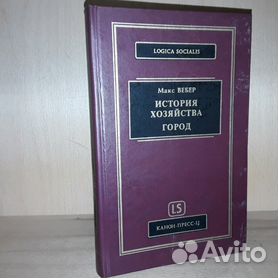 LOGICA SOCIALIS
Макс ВЕБЕР
ИСТОРИЯ
ХОЗЯЙСТВА
ГОРОД
LS
КАНОН-ПРЕСС-Ц
Avito